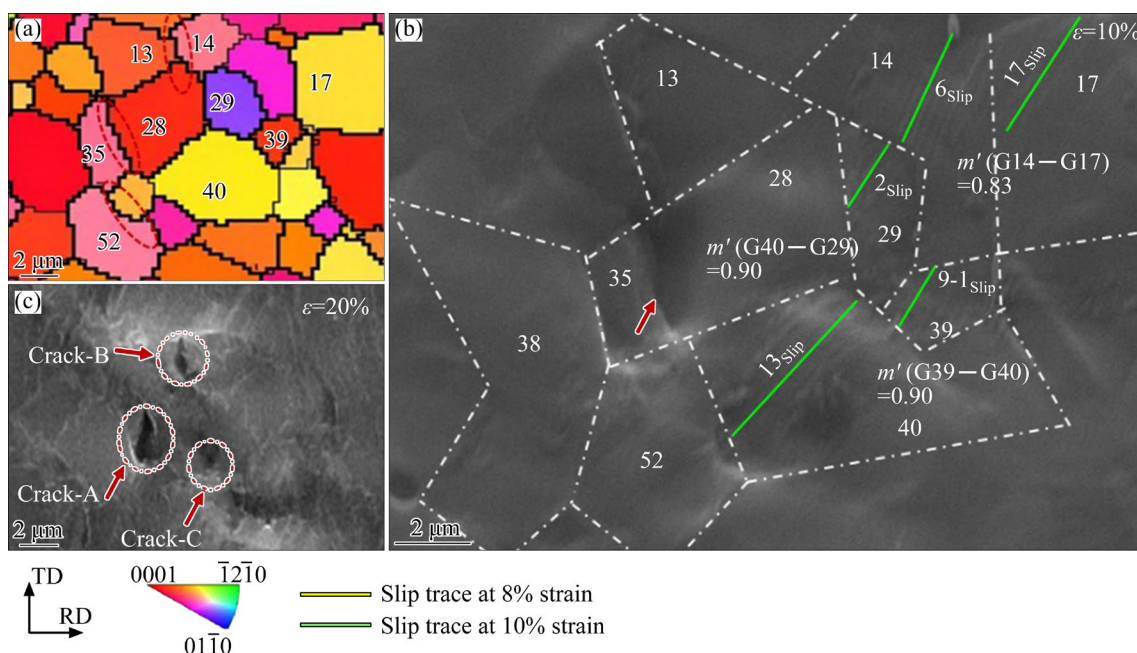 (a)
13
14
17
29
28
39
35
40
52
2 μm
(b)
ε=10%
13
14
17Slip
17
6Slip
28
2Slip
m′ (G14−G17)
=0.83
29
m′ (G40−G29)
=0.90
35
9-1Slip
39
38
13Slip
m′ (G39−G40)
=0.90
40
52
2 μm
(c)
ε=20%
Crack-B
Crack-A
Crack-C
2 μm
TD
RD
0001
1̅21̅0
011̅0
Slip trace at 8% strain
Slip trace at 10% strain